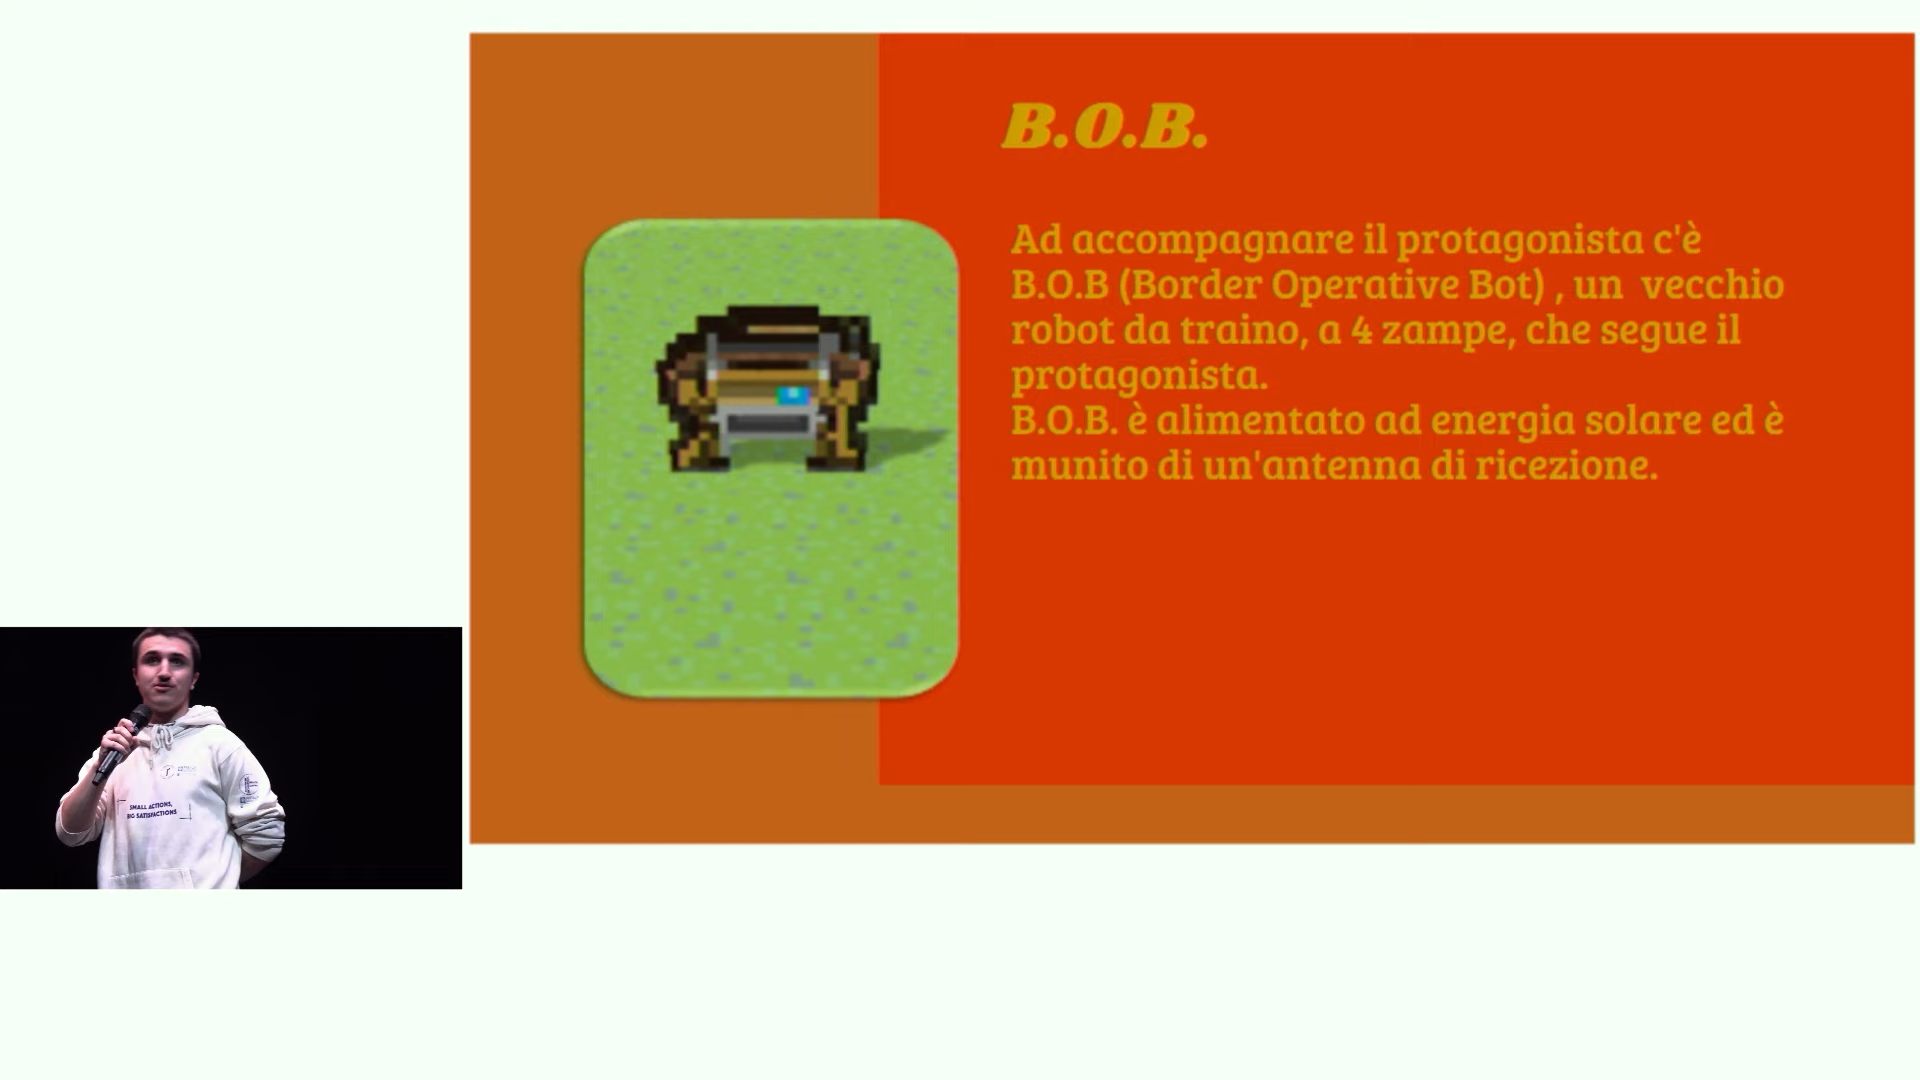 B.O.B.
Ad accompagnare il protagonista c'è
B.O.B (Border Operative Bot) , un  vecchio
robot da traino, a 4 zampe, che segue il
protagonista.
B.O.B. è alimentato ad energia solare ed è
munito di un'antenna di ricezione.
SMALL ACTIONS,
BIG SATISFACTIONS